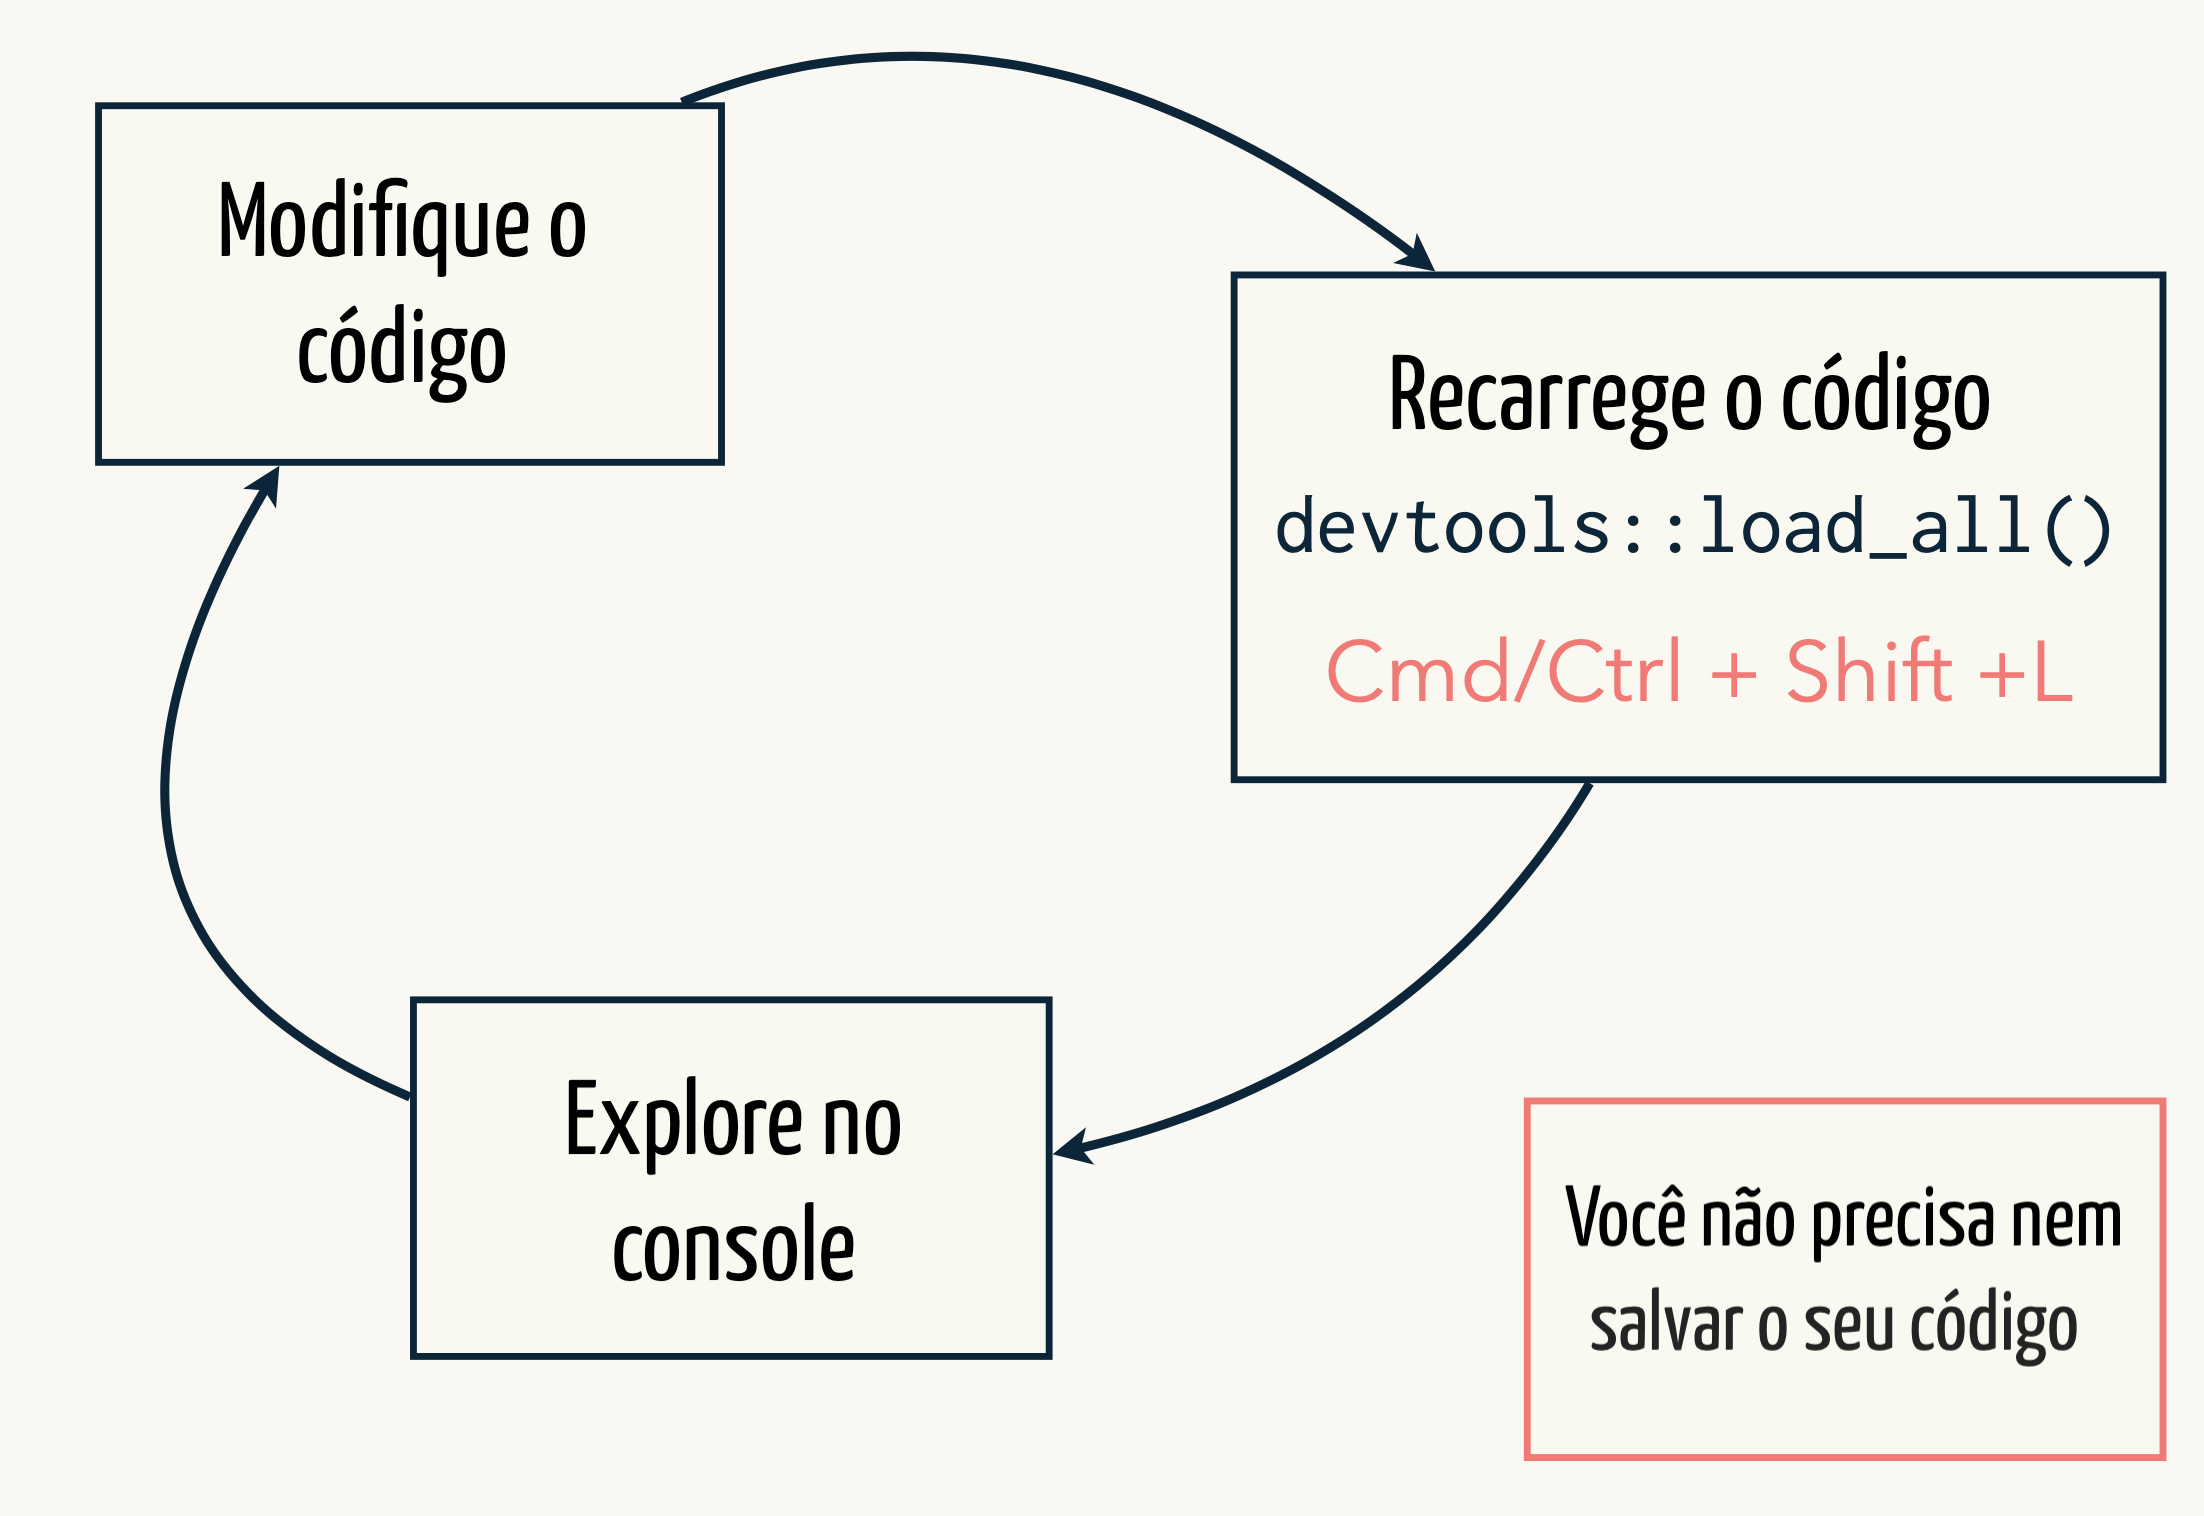 Modifique o
código
Recarrege o código
devtools::load_all()
Cmd/Ctrl + Shift +L
Explore no
console
Você não precisa nem
salvar o seu código